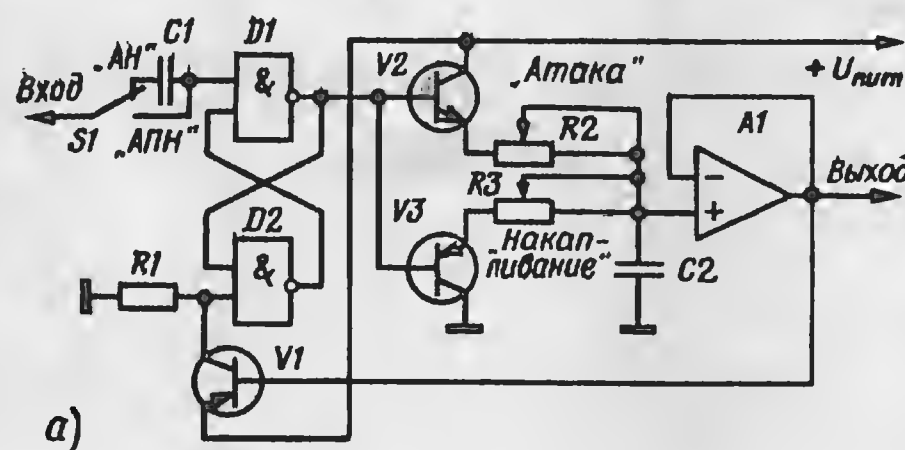 C1
D1
„АН"
&
V2
„Атака"
+ Uпит
Вход
S1
„АПН"
R2
A1
R3
−
+
Выход
V3
D2
&
„Накап-
ливание"
C2
R1
V1
а)